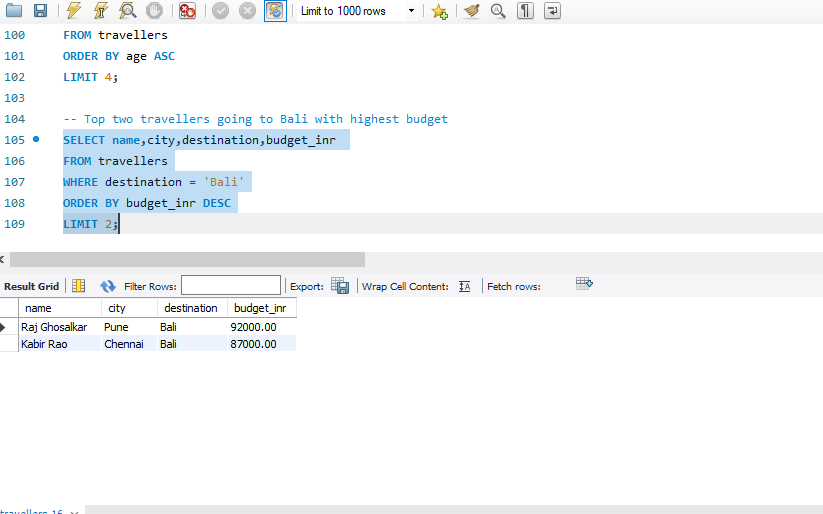 Limit to 1000 rows
100 FROM travellers
101 ORDER BY age ASC
102 LIMIT 4;
103
104 -- Top two travellers going to Bali with highest budget
105 SELECT name,city,destination,budget_inr
106 FROM travellers
107 WHERE destination = 'Bali'
108 ORDER BY budget_inr DESC
109 LIMIT 2;
Result Grid Filter Rows: Export: Wrap Cell Content: IA Fetch rows:
name city destination budget_inr
Raj Ghosalkar Pune Bali 92000.00
Kabir Rao Chennai Bali 87000.00
travellers 16